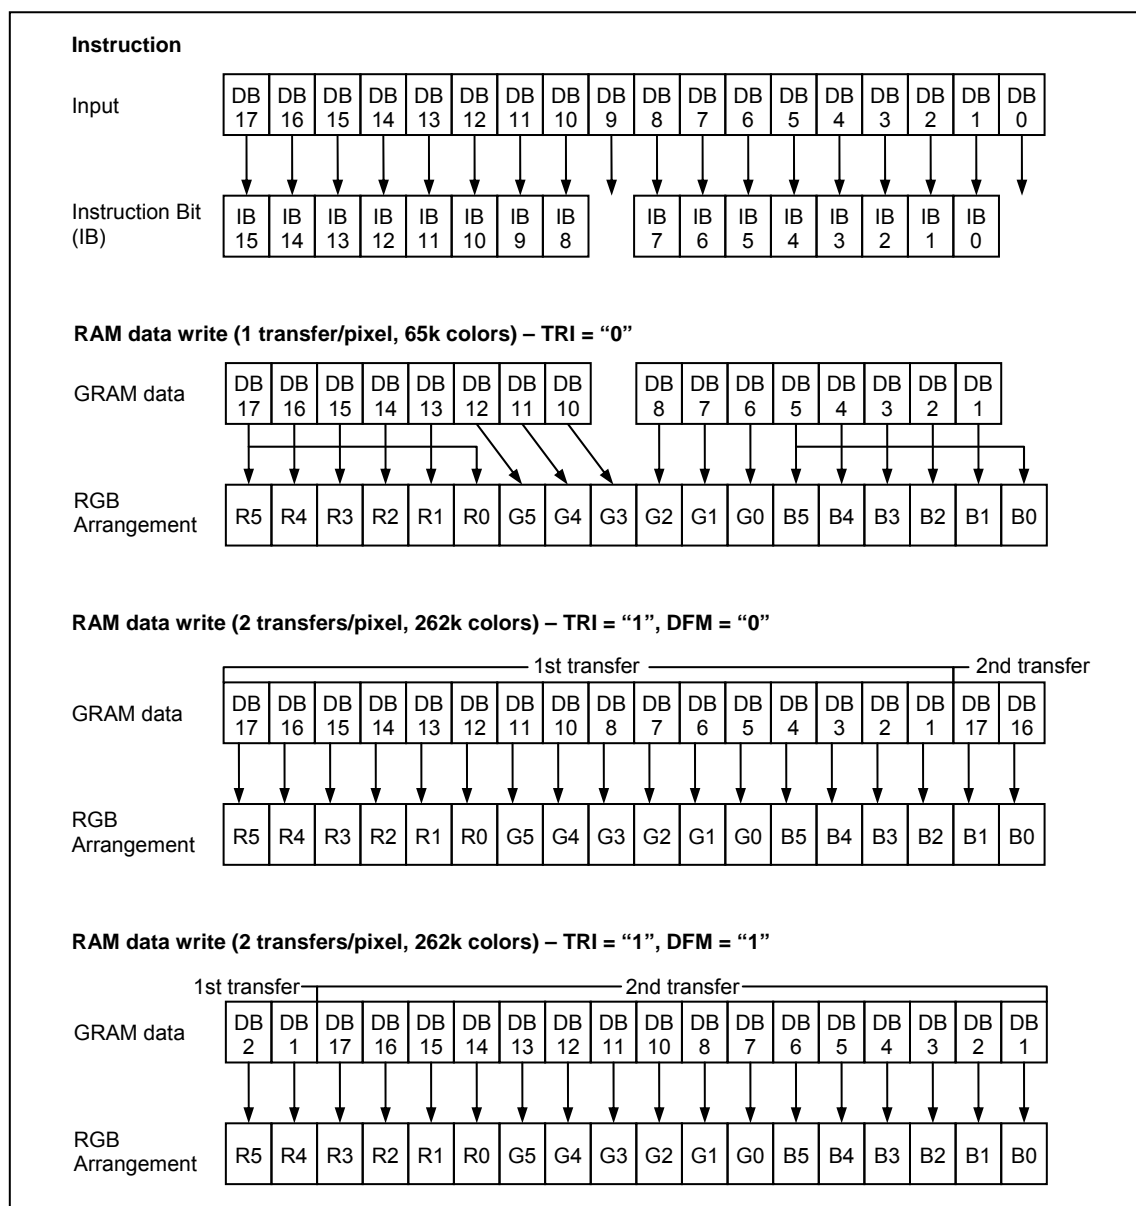 Instruction
Input DB 17 DB 16 DB 15 DB 14 DB 13 DB 12 DB 11 DB 10 DB 9 DB 8 DB 7 DB 6 DB 5 DB 4 DB 3 DB 2 DB 1 DB 0
Instruction Bit (IB) IB 15 IB 14 IB 13 IB 12 IB 11 IB 10 IB 9 IB 8 IB 7 IB 6 IB 5 IB 4 IB 3 IB 2 IB 1 IB 0
RAM data write (1 transfer/pixel, 65k colors) – TRI = “0”
GRAM data DB 17 DB 16 DB 15 DB 14 DB 13 DB 12 DB 11 DB 10 DB 8 DB 7 DB 6 DB 5 DB 4 DB 3 DB 2 DB 1
RGB Arrangement R5 R4 R3 R2 R1 R0 G5 G4 G3 G2 G1 G0 B5 B4 B3 B2 B1 B0
RAM data write (2 transfers/pixel, 262k colors) – TRI = “1”, DFM = “0”
1st transfer 2nd transfer
GRAM data DB 17 DB 16 DB 15 DB 14 DB 13 DB 12 DB 11 DB 10 DB 8 DB 7 DB 6 DB 5 DB 4 DB 3 DB 2 DB 1 DB 17 DB 16
RGB Arrangement R5 R4 R3 R2 R1 R0 G5 G4 G3 G2 G1 G0 B5 B4 B3 B2 B1 B0
RAM data write (2 transfers/pixel, 262k colors) – TRI = “1”, DFM = “1”
1st transfer 2nd transfer
GRAM data DB 2 DB 1 DB 17 DB 16 DB 15 DB 14 DB 13 DB 12 DB 11 DB 10 DB 8 DB 7 DB 6 DB 5 DB 4 DB 3 DB 2 DB 1
RGB Arrangement R5 R4 R3 R2 R1 R0 G5 G4 G3 G2 G1 G0 B5 B4 B3 B2 B1 B0